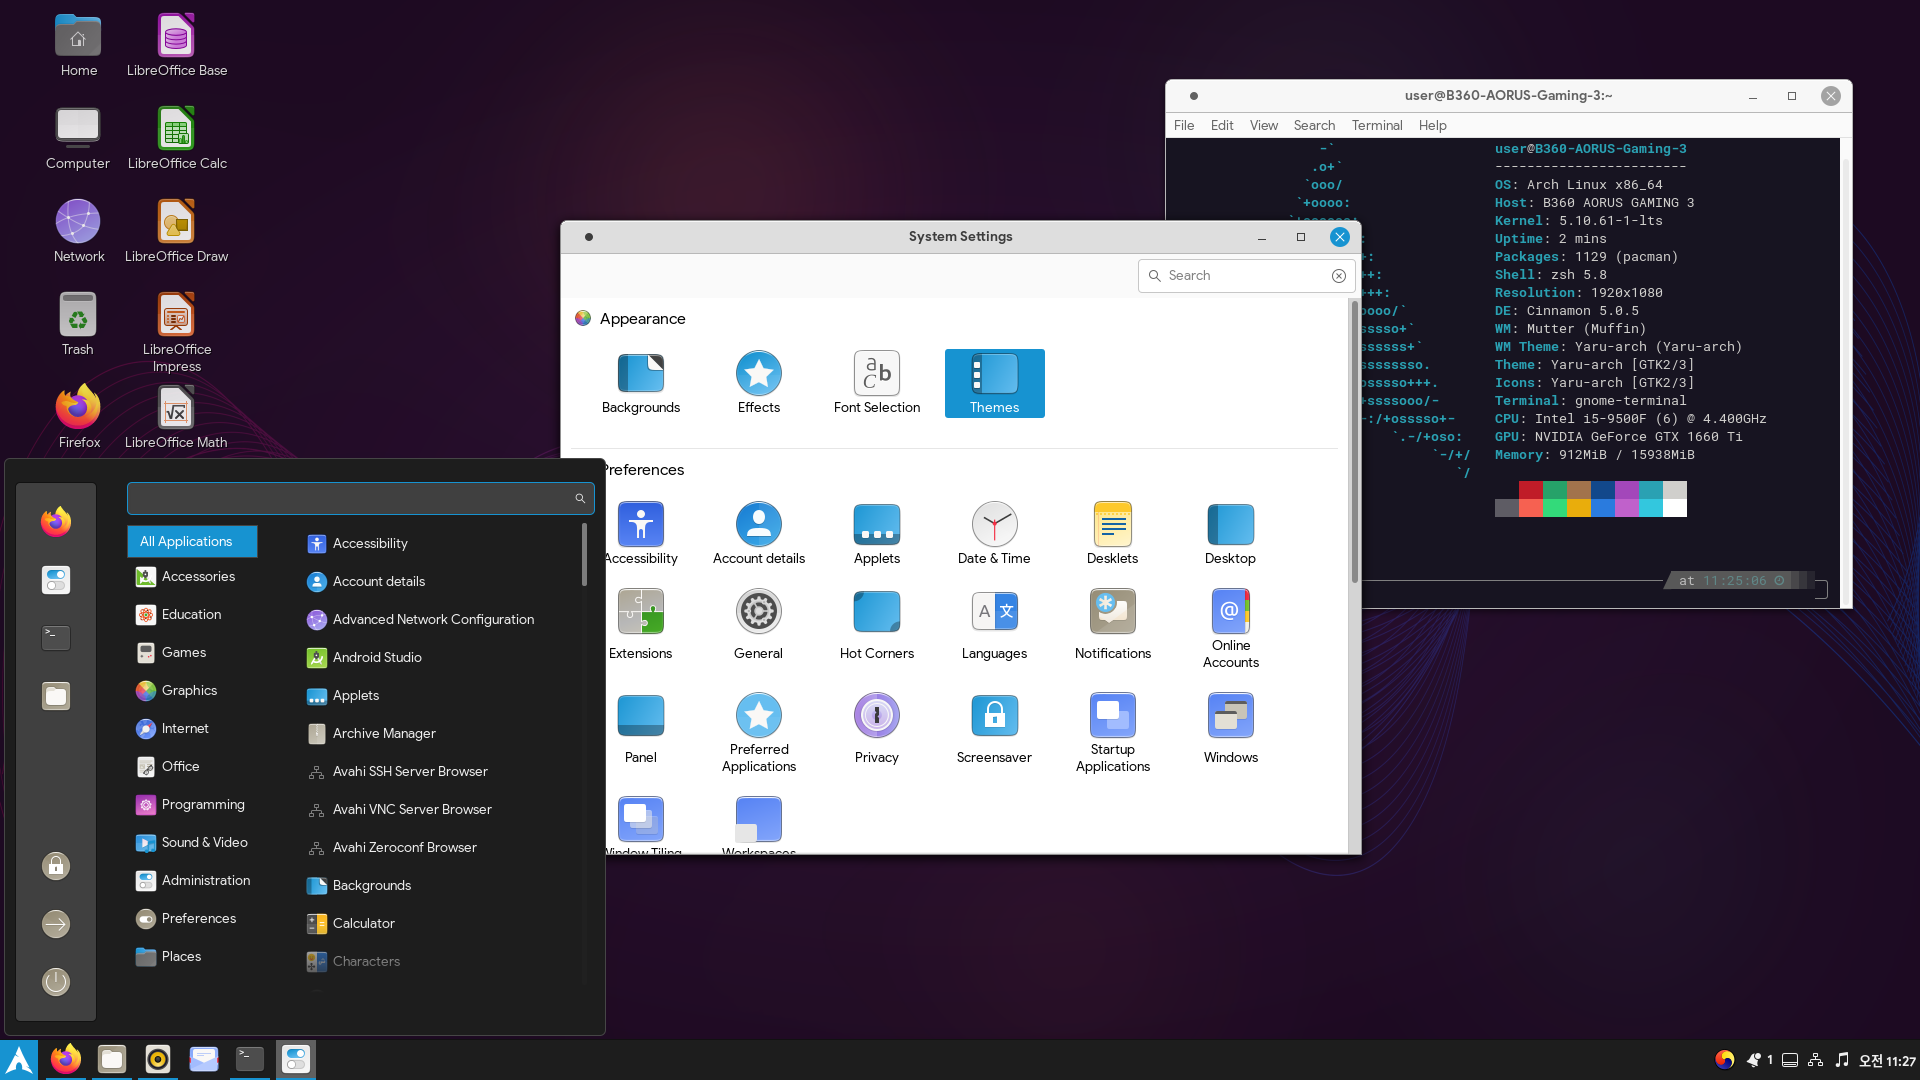 Home
LibreOffice Base
Computer
LibreOffice Calc
Network
LibreOffice Draw
Trash
LibreOffice
Impress
Firefox
LibreOffice Math
user@B360-AORUS-Gaming-3:~
File Edit View Search Terminal Help
user@B360-AORUS-Gaming-3
------------------------
OS: Arch Linux x86_64
Host: B360 AORUS GAMING 3
Kernel: 5.10.61-1-lts
Uptime: 2 mins
Packages: 1129 (pacman)
Shell: zsh 5.8
Resolution: 1920x1080
DE: Cinnamon 5.0.5
WM: Mutter (Muffin)
WM Theme: Yaru-arch (Yaru-arch)
Theme: Yaru-arch [GTK2/3]
Icons: Yaru-arch [GTK2/3]
Terminal: gnome-terminal
CPU: Intel i5-9500F (6) @ 4.400GHz
GPU: NVIDIA GeForce GTX 1660 Ti
Memory: 912MiB / 15938MiB
at 11:25:06
System Settings
Search
Appearance
Backgrounds
Effects
Font Selection
Themes
Preferences
Accessibility
Account details
Applets
Date & Time
Desklets
Desktop
Extensions
General
Hot Corners
Languages
Notifications
Online
Accounts
Panel
Preferred
Applications
Privacy
Screensaver
Startup
Applications
Windows
Window Tiling
Workspaces
All Applications
Accessories
Education
Games
Graphics
Internet
Office
Programming
Sound & Video
Administration
Preferences
Places
Accessibility
Account details
Advanced Network Configuration
Android Studio
Applets
Archive Manager
Avahi SSH Server Browser
Avahi VNC Server Browser
Avahi Zeroconf Browser
Backgrounds
Calculator
Characters
1
오전 11:27